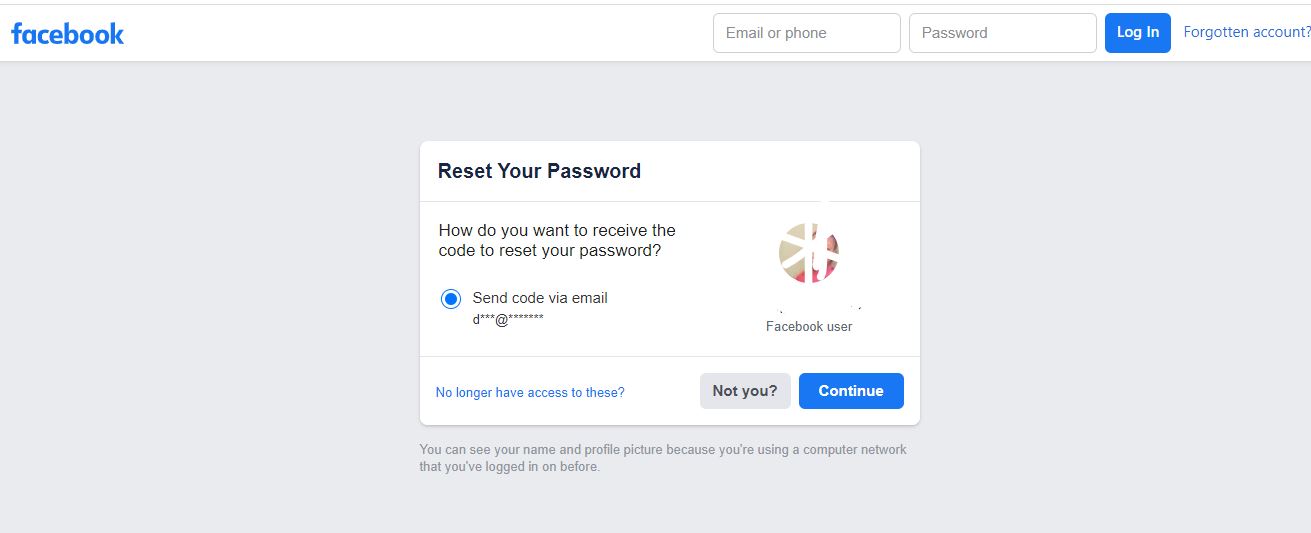 facebook
Email or phone
Password
Log In
Forgotten account?
Reset Your Password
How do you want to receive the
code to reset your password?
Send code via email
d***@*******
Facebook user
No longer have access to these?
Not you?
Continue
You can see your name and profile picture because you're using a computer network
that you've logged in on before.